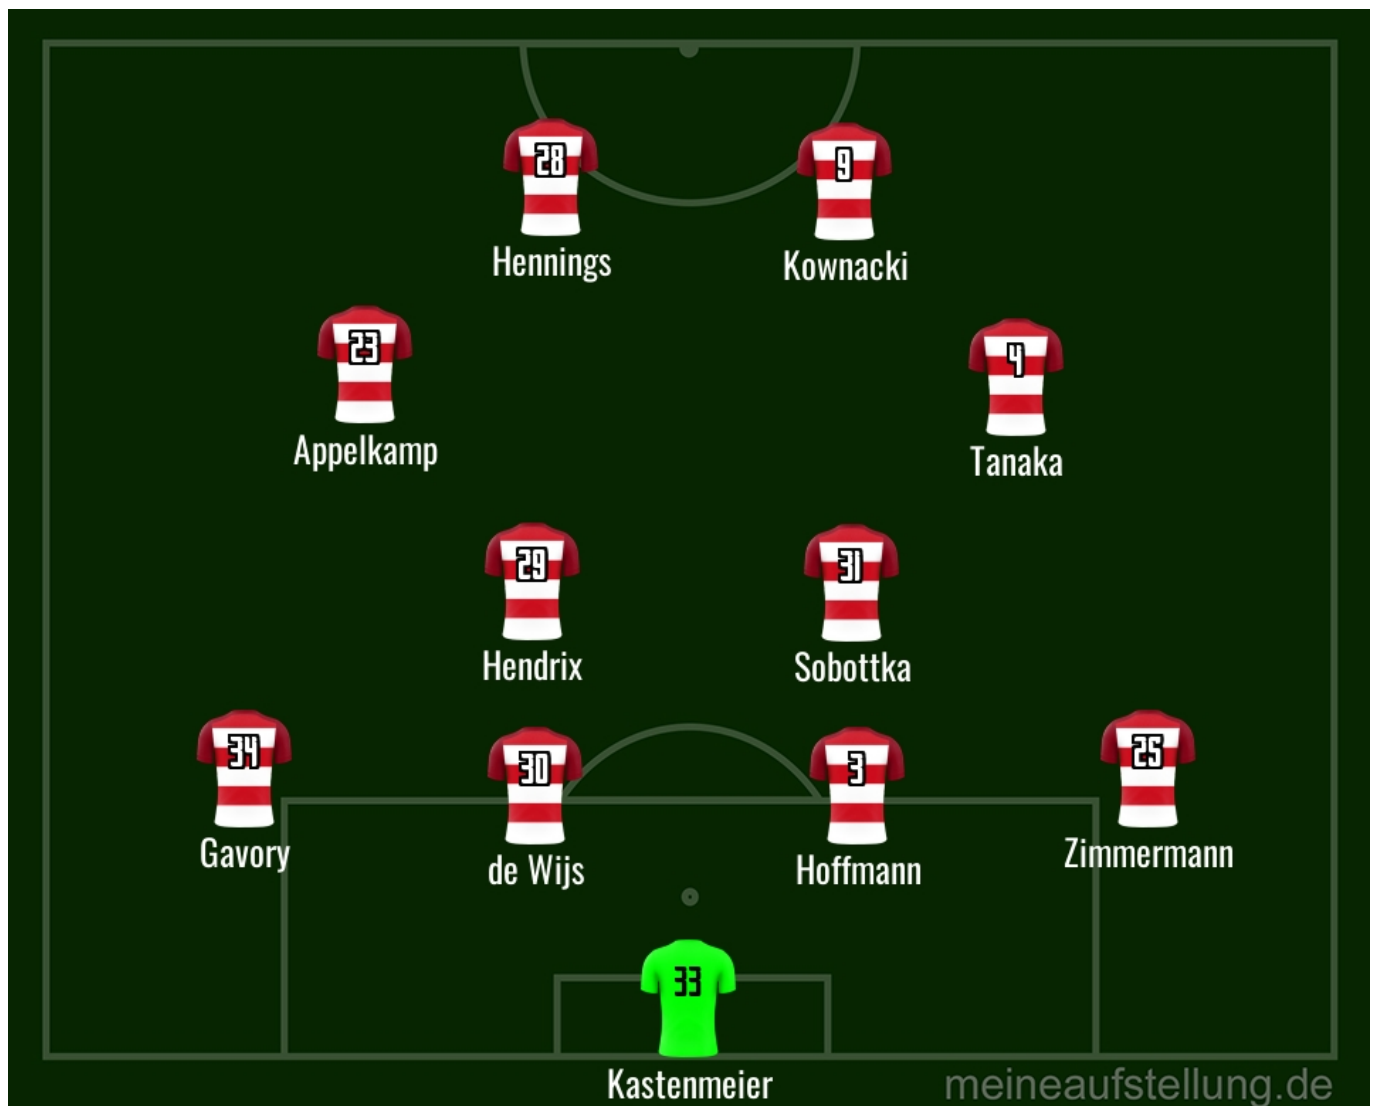 28
9
Hennings
Kownacki
23
4
Appelkamp
Tanaka
29
31
Hendrix
Sobottka
34
30
3
25
Gavory
de Wijs
Hoffmann
Zimmermann
33
Kastenmeier
meineaufstellung.de